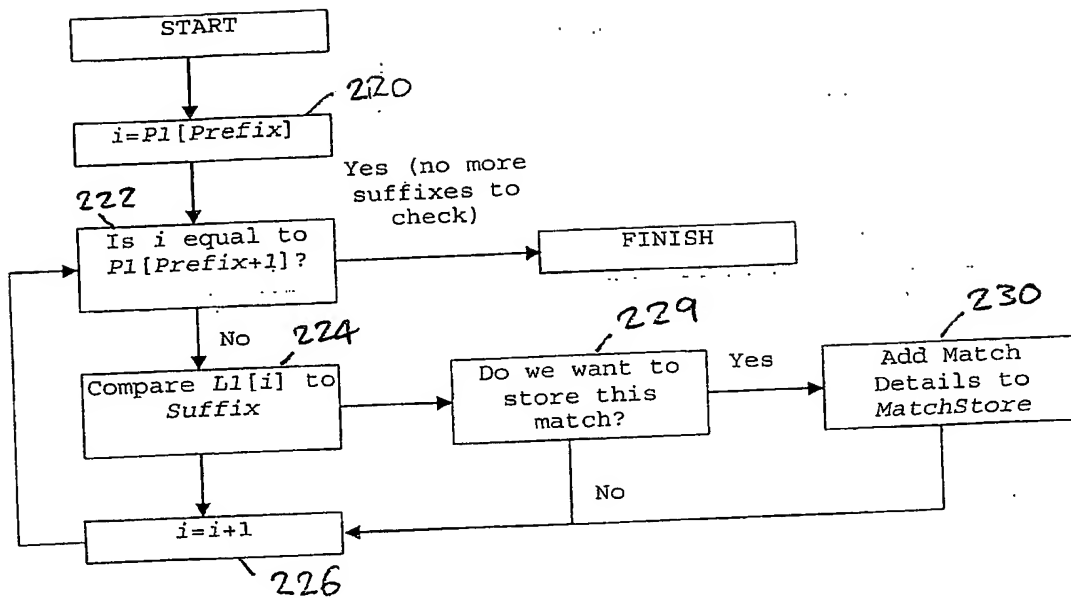 START
220
i=P1[Prefix]
Yes (no more
suffixes to
check)
222
Is i equal to
P1[Prefix+1]?
FINISH
No
224
Compare L1[i] to
Suffix
229
Do we want to
store this
match?
Yes
230
Add Match
Details to
MatchStore
No
i=i+1
226